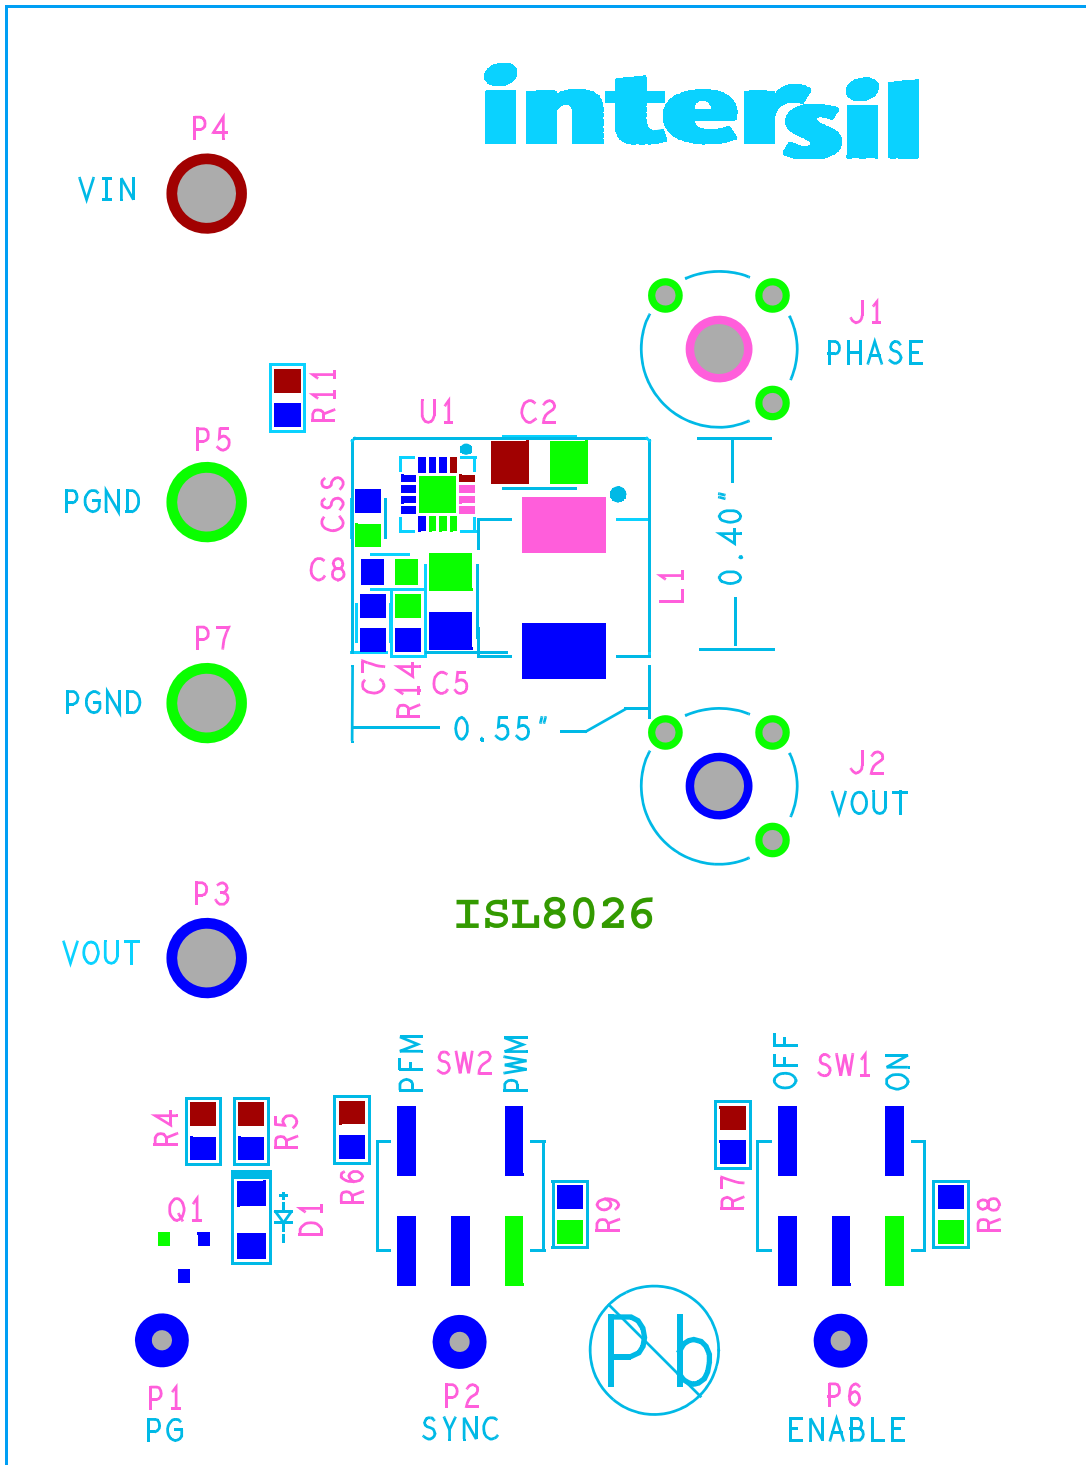 intersil
P4
VIN
J1
PHASE
R11
U1
C2
P5
PGND
CSS
0.40"
C8
L1
P7
PGND
C7
R14
C5
0.55"
J2
VOUT
P3
VOUT
ISL8026
PFM
SW2
PWM
OFF
SW1
ON
R4
R5
R6
R7
Q1
D1
R9
R8
Pb
P1
PG
P2
SYNC
P6
ENABLE